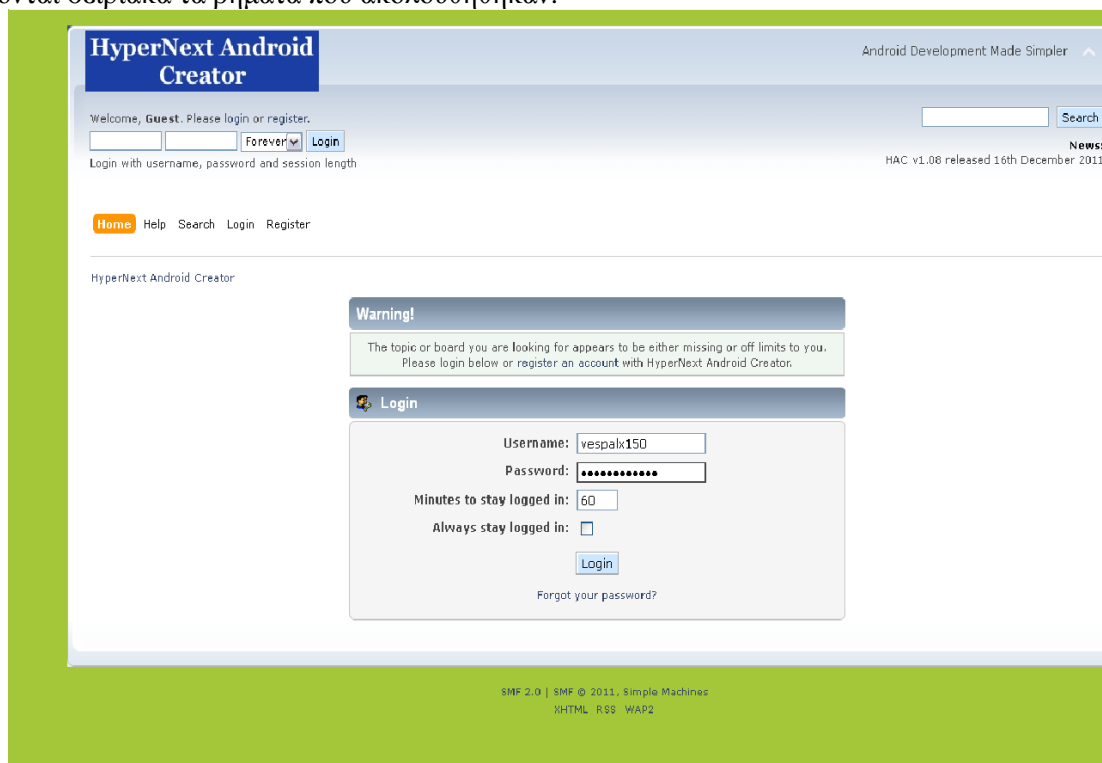 HyperNext Android
Creator
Android Development Made Simpler
Welcome, Guest. Please login or register.
Forever Login
Login with username, password and session length
Search
News:
HAC v1.08 released 16th December 2011
Home Help Search Login Register
HyperNext Android Creator
Warning!
The topic or board you are looking for appears to be either missing or off limits to you.
Please login below or register an account with HyperNext Android Creator.
Login
Username: vespalx150
Password: ••••••••••••
Minutes to stay logged in: 60
Always stay logged in:
Login
Forgot your password?
SMF 2.0 | SMF © 2011, Simple Machines
XHTML RSS WAP2